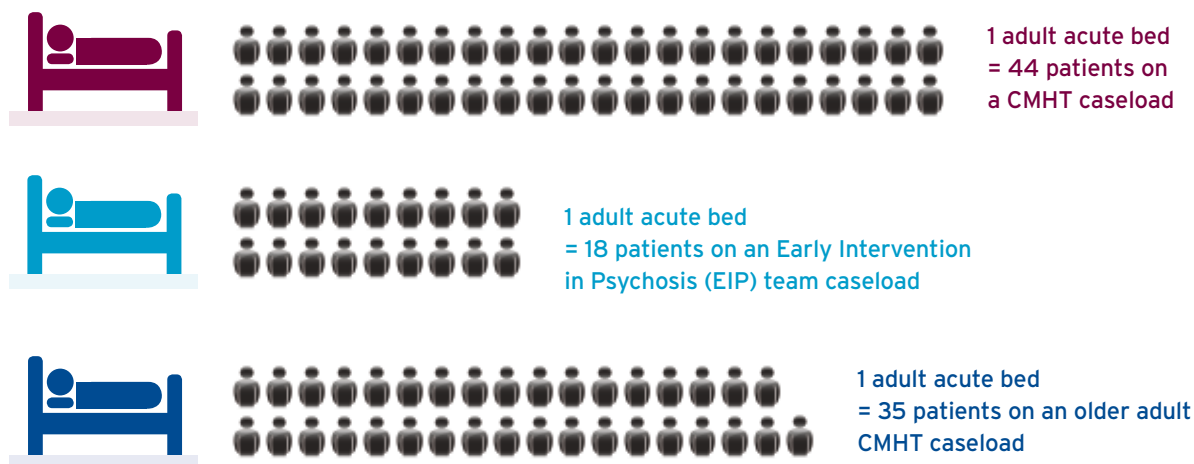 1 adult acute bed
= 44 patients on
a CMHT caseload
1 adult acute bed
= 18 patients on an Early Intervention
in Psychosis (EIP) team caseload
1 adult acute bed
= 35 patients on an older adult
CMHT caseload